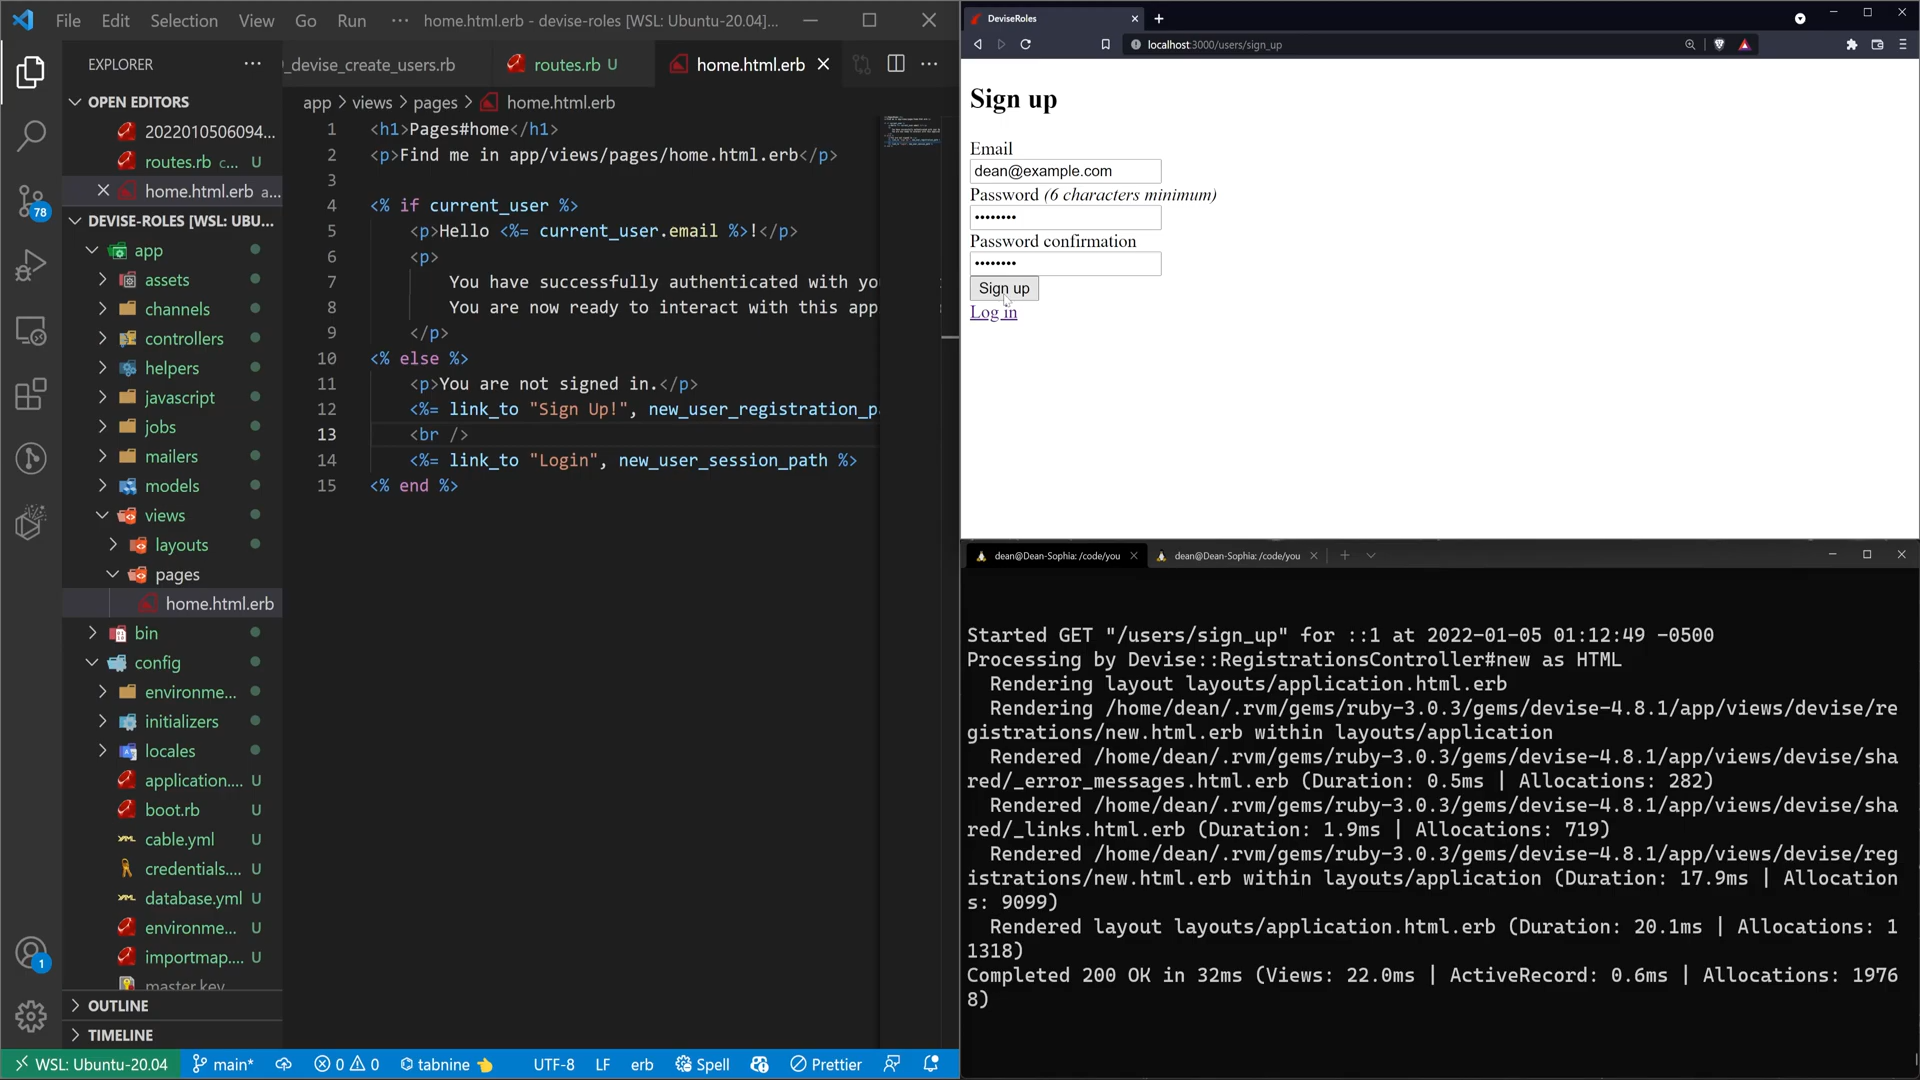 File Edit Selection View Go Run ··· home.html.erb - devise-roles [WSL: Ubuntu-20.04]...
EXPLORER ···
OPEN EDITORS
2022010506094...
routes.rb c... U
home.html.erb a...
DEVISE-ROLES [WSL: UBU...
app
assets
channels
controllers
helpers
javascript
jobs
mailers
models
views
layouts
pages
home.html.erb
bin
config
environme...
initializers
locales
application.... U
boot.rb U
cable.yml U
credentials.... U
database.yml U
environme... U
importmap.... U
master.key
OUTLINE
TIMELINE
78
1
_devise_create_users.rb routes.rb U home.html.erb
app > views > pages > home.html.erb
1 <h1>Pages#home</h1>
2 <p>Find me in app/views/pages/home.html.erb</p>
3
4 <% if current_user %>
5 <p>Hello <%= current_user.email %>!</p>
6 <p>
7 You have successfully authenticated with yo
8 You are now ready to interact with this app
9 </p>
10 <% else %>
11 <p>You are not signed in.</p>
12 <%= link_to "Sign Up!", new_user_registration_p
13 <br />
14 <%= link_to "Login", new_user_session_path %>
15 <% end %>
WSL: Ubuntu-20.04 main* 0 0 tabnine UTF-8 LF erb Spell Prettier
DeviseRoles
localhost:3000/users/sign_up
Sign up
Email
dean@example.com
Password (6 characters minimum)
••••••••
Password confirmation
••••••••
Sign up
Log in
dean@Dean-Sophia: /code/you dean@Dean-Sophia: /code/you
Started GET "/users/sign_up" for ::1 at 2022-01-05 01:12:49 -0500
Processing by Devise::RegistrationsController#new as HTML
Rendering layout layouts/application.html.erb
Rendering /home/dean/.rvm/gems/ruby-3.0.3/gems/devise-4.8.1/app/views/devise/re
gistrations/new.html.erb within layouts/application
Rendered /home/dean/.rvm/gems/ruby-3.0.3/gems/devise-4.8.1/app/views/devise/sha
red/_error_messages.html.erb (Duration: 0.5ms | Allocations: 282)
Rendered /home/dean/.rvm/gems/ruby-3.0.3/gems/devise-4.8.1/app/views/devise/sha
red/_links.html.erb (Duration: 1.9ms | Allocations: 719)
Rendered /home/dean/.rvm/gems/ruby-3.0.3/gems/devise-4.8.1/app/views/devise/reg
istrations/new.html.erb within layouts/application (Duration: 17.9ms | Allocation
s: 9099)
Rendered layout layouts/application.html.erb (Duration: 20.1ms | Allocations: 1
1318)
Completed 200 OK in 32ms (Views: 22.0ms | ActiveRecord: 0.6ms | Allocations: 1976
8)